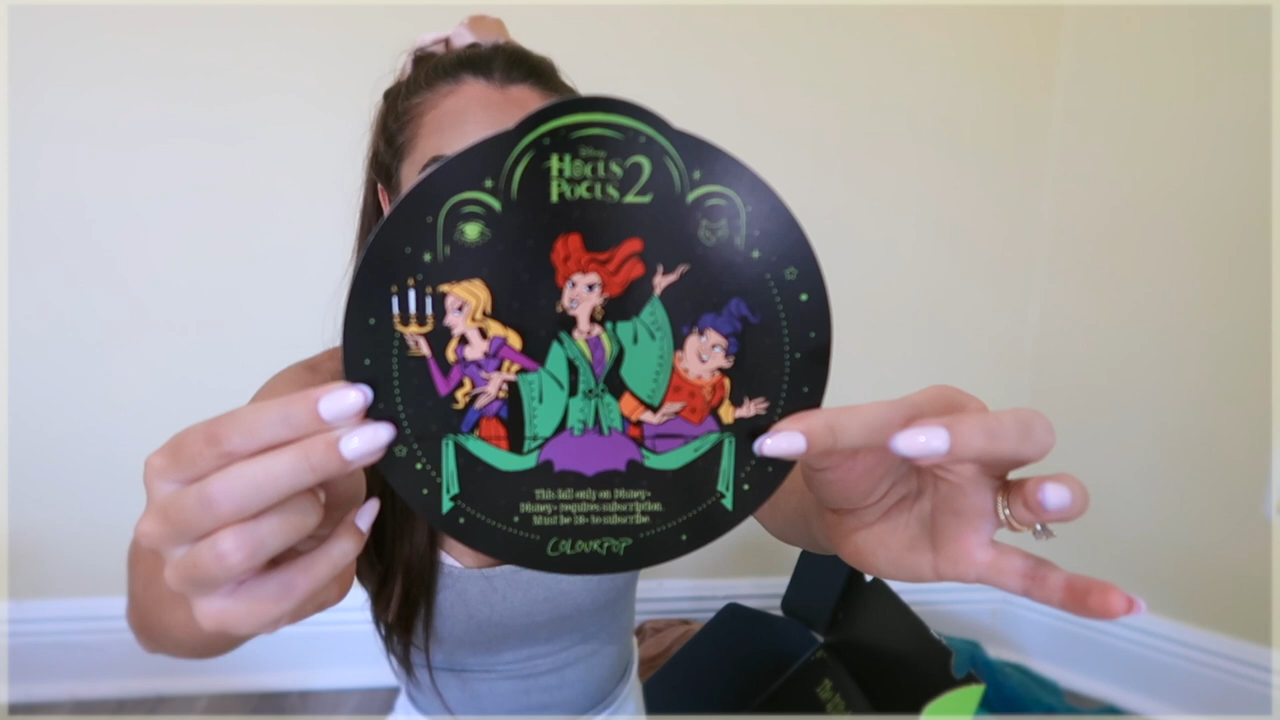 Disney
HOCUS
POCUS 2
This fall only on Disney+
Disney+ requires subscription.
Must be 18+ to subscribe.
COLOURPOP